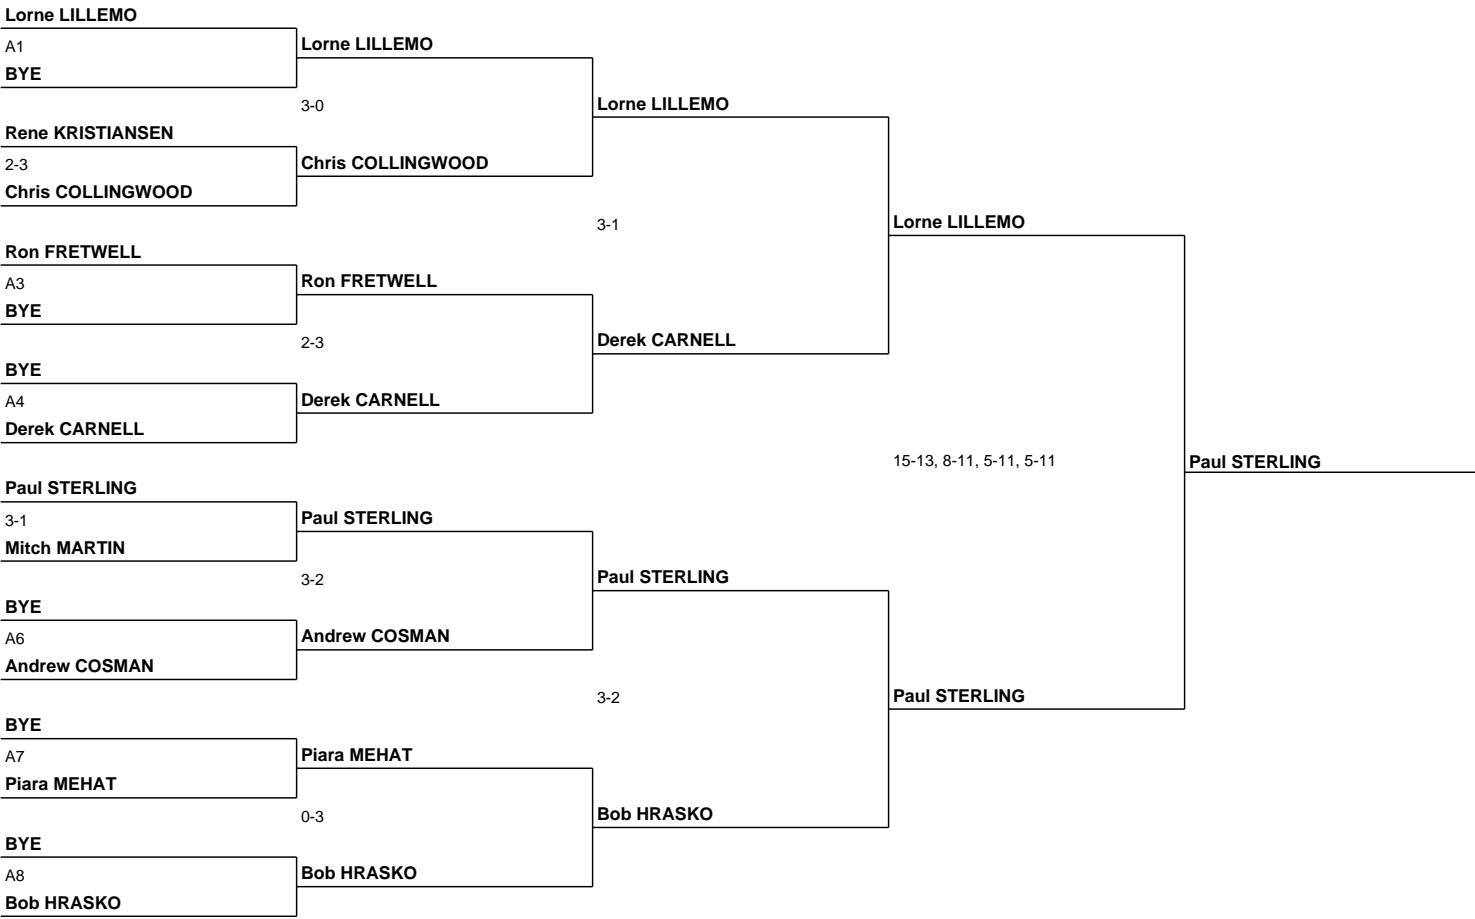 Lorne LILLEMO
A1
BYE
Rene KRISTIANSEN
2-3
Chris COLLINGWOOD
Ron FRETWELL
A3
BYE
BYE
A4
Derek CARNELL
Paul STERLING
3-1
Mitch MARTIN
BYE
A6
Andrew COSMAN
BYE
A7
Piara MEHAT
BYE
A8
Bob HRASKO
Lorne LILLEMO
3-0
Chris COLLINGWOOD
Ron FRETWELL
2-3
Derek CARNELL
Paul STERLING
3-2
Andrew COSMAN
Piara MEHAT
0-3
Bob HRASKO
Lorne LILLEMO
3-1
Derek CARNELL
Paul STERLING
3-2
Bob HRASKO
Lorne LILLEMO
15-13, 8-11, 5-11, 5-11
Paul STERLING
Paul STERLING